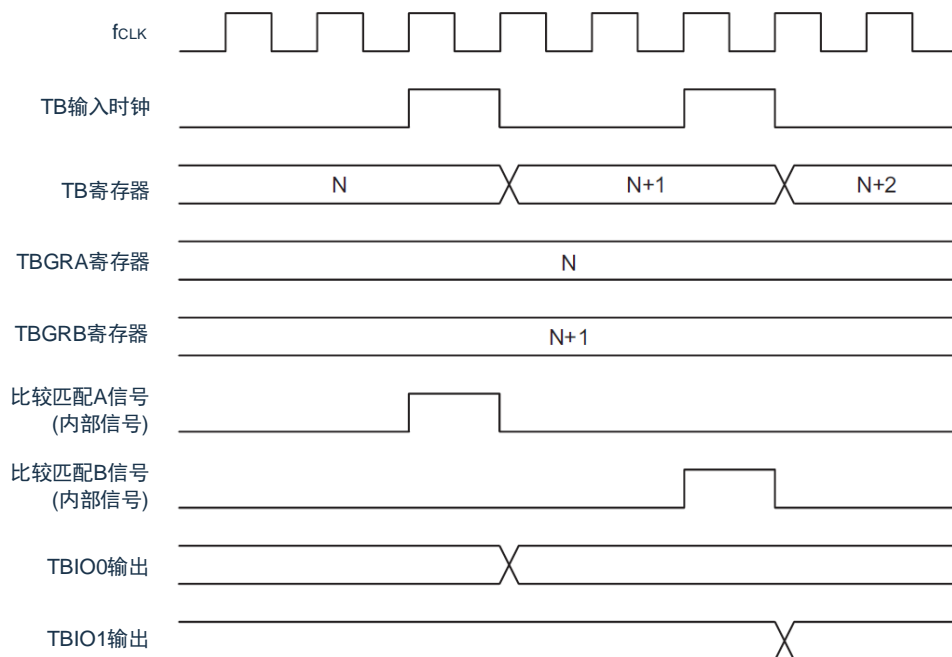 fCLK
TB输入时钟
TB寄存器
N
N+1
N+2
TBGRA寄存器
N
TBGRB寄存器
N+1
比较匹配A信号
(内部信号)
比较匹配B信号
(内部信号)
TBIO0输出
TBIO1输出